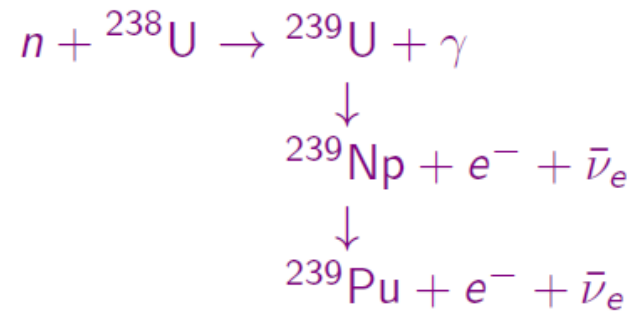 n + ²³⁸U → ²³⁹U + γ
↓
²³⁹Np + e⁻ + ν̄ₑ
↓
²³⁹Pu + e⁻ + ν̄ₑ